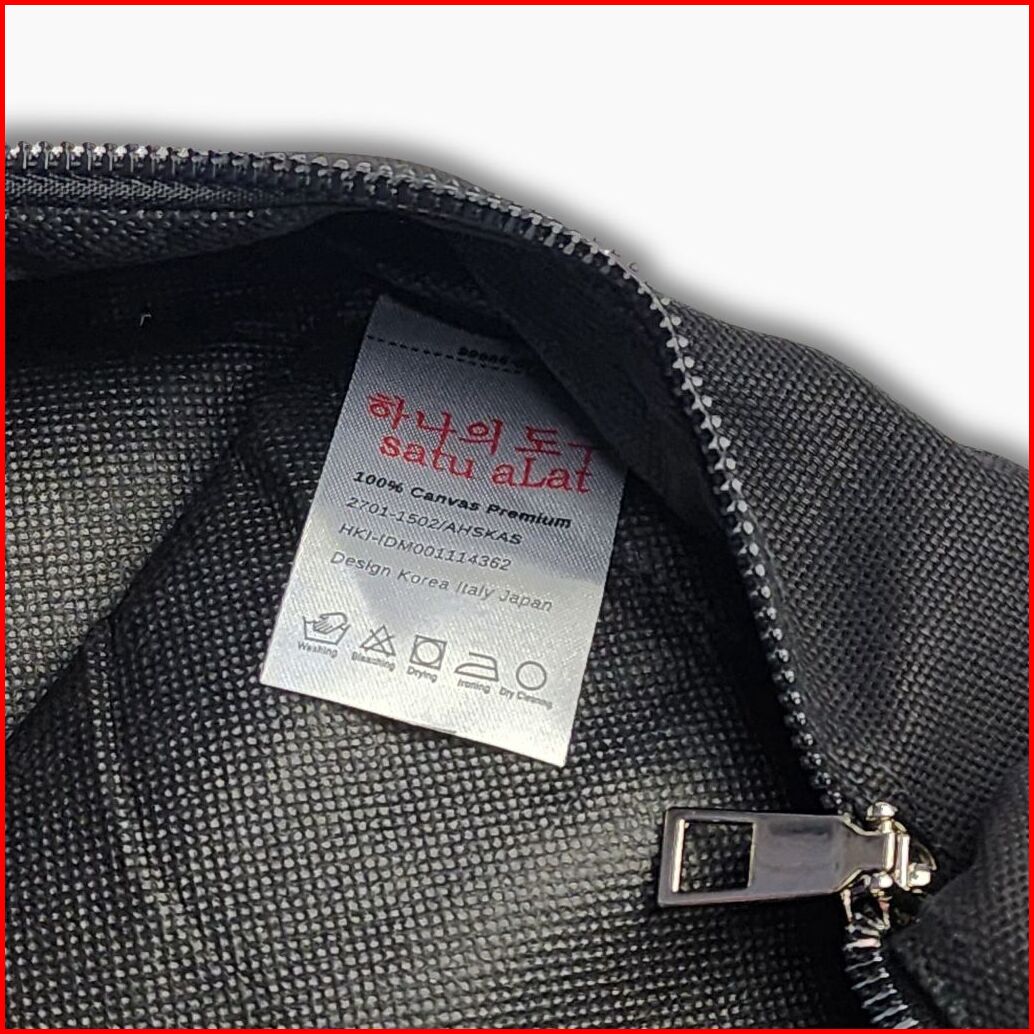 하나의 도구
satu aLat
100% Canvas Premium
2701-1502/AHSKAS
HKI-IDM001114362
Design Korea Italy Japan
Washing Bleaching Drying Ironing Dry Cleaning